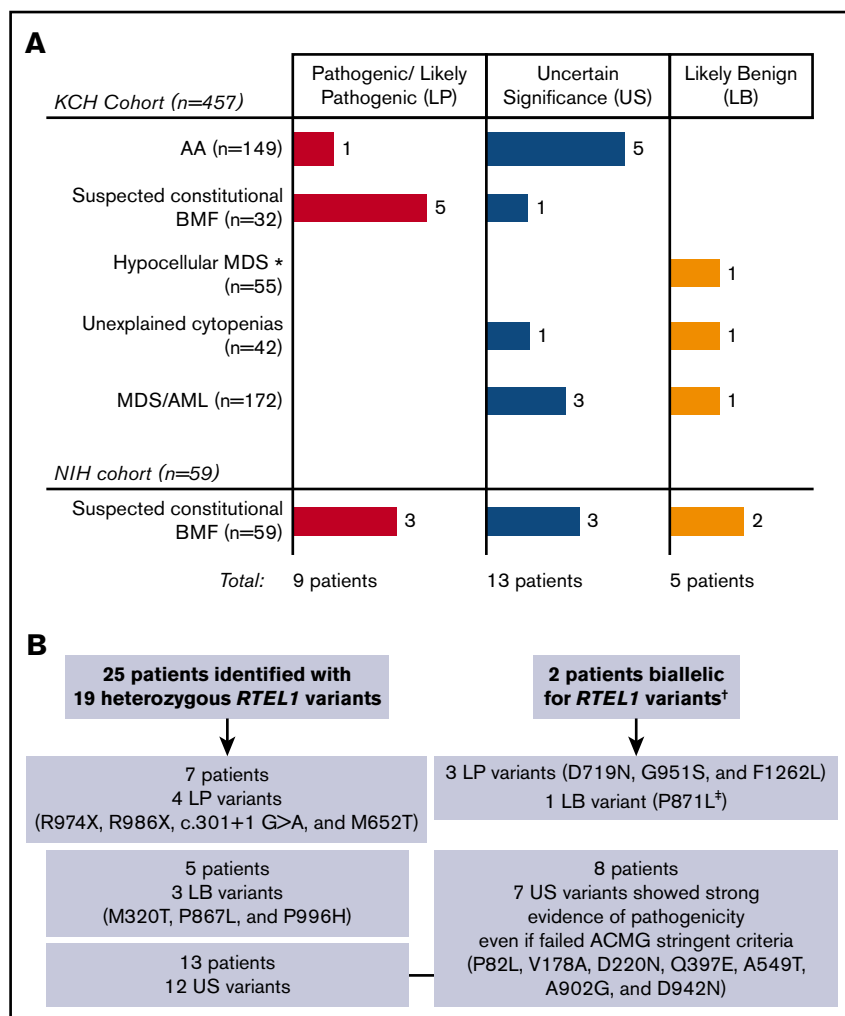 A
KCH Cohort (n=457)
Pathogenic/ Likely
Pathogenic (LP)
Uncertain
Significance (US)
Likely Benign
(LB)
AA (n=149)
1
5
Suspected constitutional
BMF (n=32)
5
1
Hypocellular MDS *
(n=55)
1
Unexplained cytopenias
(n=42)
1
1
MDS/AML (n=172)
3
1
NIH cohort (n=59)
Suspected constitutional
BMF (n=59)
3
3
2
Total:
9 patients
13 patients
5 patients
B
25 patients identified with
19 heterozygous RTEL1 variants
2 patients biallelic
for RTEL1 variants†
7 patients
4 LP variants
(R974X, R986X, c.301+1 G>A, and M652T)
3 LP variants (D719N, G951S, and F1262L)
1 LB variant (P871L‡)
5 patients
3 LB variants
(M320T, P867L, and P996H)
13 patients
12 US variants
8 patients
7 US variants showed strong
evidence of pathogenicity
even if failed ACMG stringent criteria
(P82L, V178A, D220N, Q397E, A549T,
A902G, and D942N)